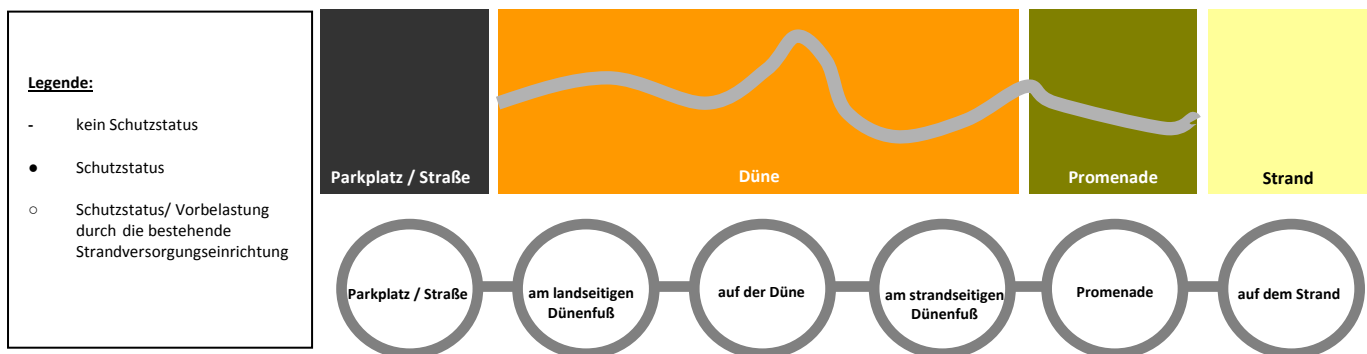 Legende:
- kein Schutzstatus
● Schutzstatus
○ Schutzstatus/ Vorbelastung
durch die bestehende
Strandversorgungseinrichtung
Parkplatz / Straße
Düne
Promenade
Strand
Parkplatz / Straße
am landseitigen
Dünenfuß
auf der Düne
am strandseitigen
Dünenfuß
Promenade
auf dem Strand